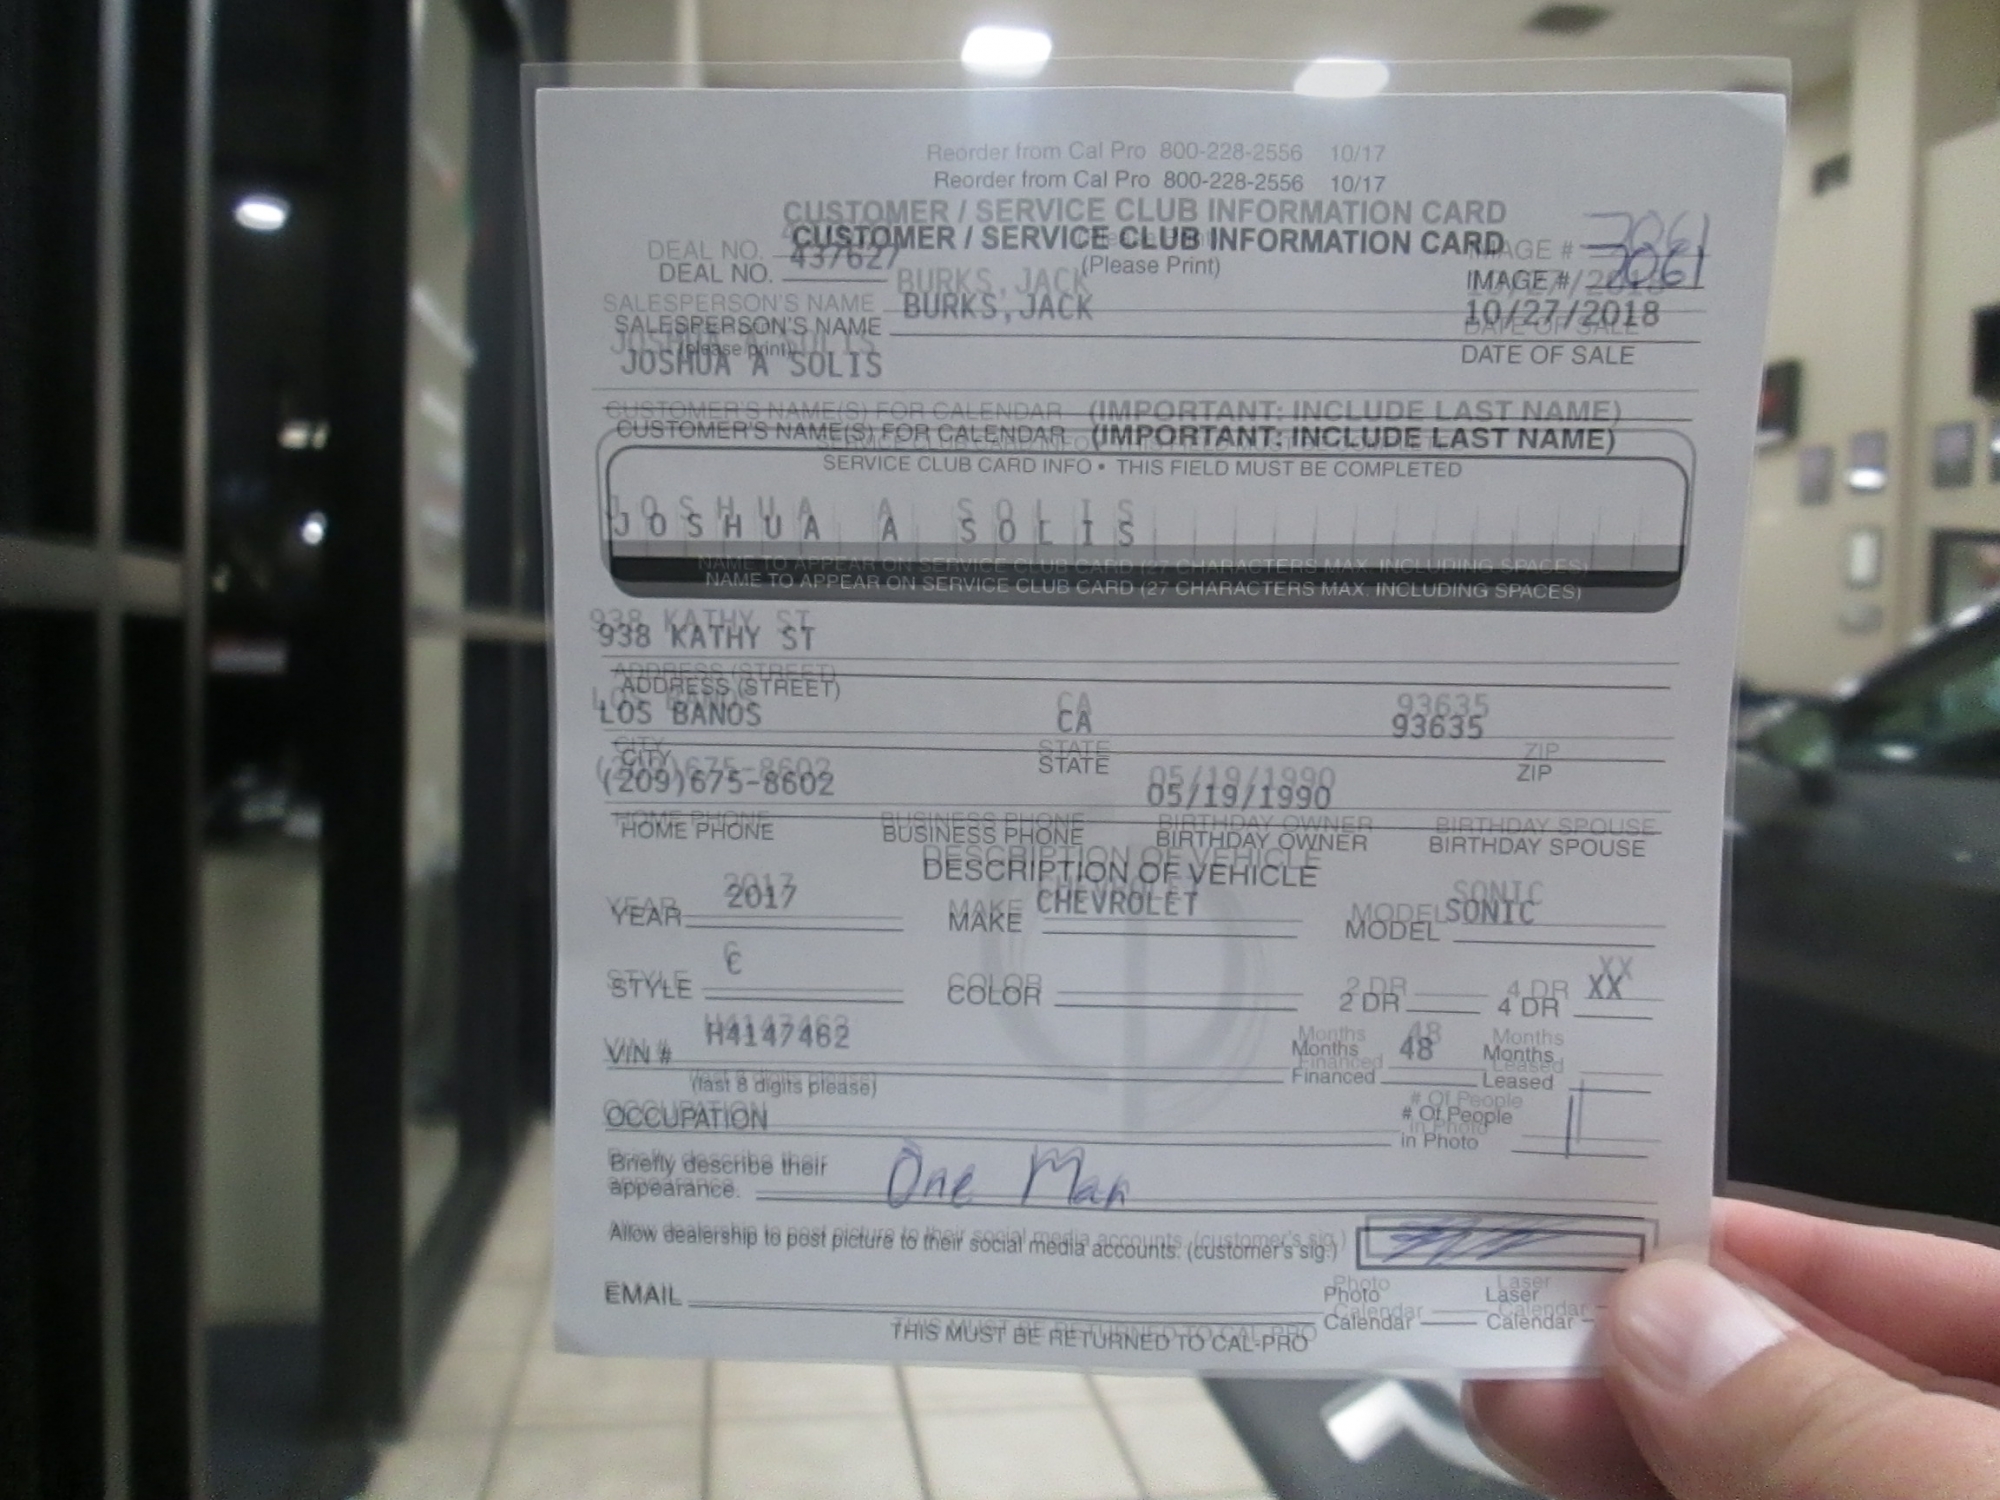 Reorder from Cal Pro 800-228-2556 10/17
CUSTOMER / SERVICE CLUB INFORMATION CARD
(Please Print)
DEAL NO. 437627
IMAGE # 3061
SALESPERSON'S NAME BURKS, JACK
(please print)
10/27/2018
DATE OF SALE
JOSHUA A SOLIS
CUSTOMER'S NAME(S) FOR CALENDAR (IMPORTANT: INCLUDE LAST NAME)
SERVICE CLUB CARD INFO • THIS FIELD MUST BE COMPLETED
JOSHUA A SOLIS
NAME TO APPEAR ON SERVICE CLUB CARD (27 CHARACTERS MAX. INCLUDING SPACES)
938 KATHY ST
ADDRESS (STREET)
LOS BANOS CA 93635
CITY STATE ZIP
(209)675-8602 05/19/1990
HOME PHONE BUSINESS PHONE BIRTHDAY OWNER BIRTHDAY SPOUSE
DESCRIPTION OF VEHICLE
YEAR 2017 MAKE CHEVROLET MODEL SONIC
STYLE C COLOR 2 DR 4 DR XX
VIN # H4147462 Months Financed 48 Months Leased
(last 8 digits please)
OCCUPATION # Of People in Photo 1
Briefly describe their appearance. One Man
Allow dealership to post picture to their social media accounts. (customer's sig.)
EMAIL Photo Calendar Laser Calendar
THIS MUST BE RETURNED TO CAL-PRO